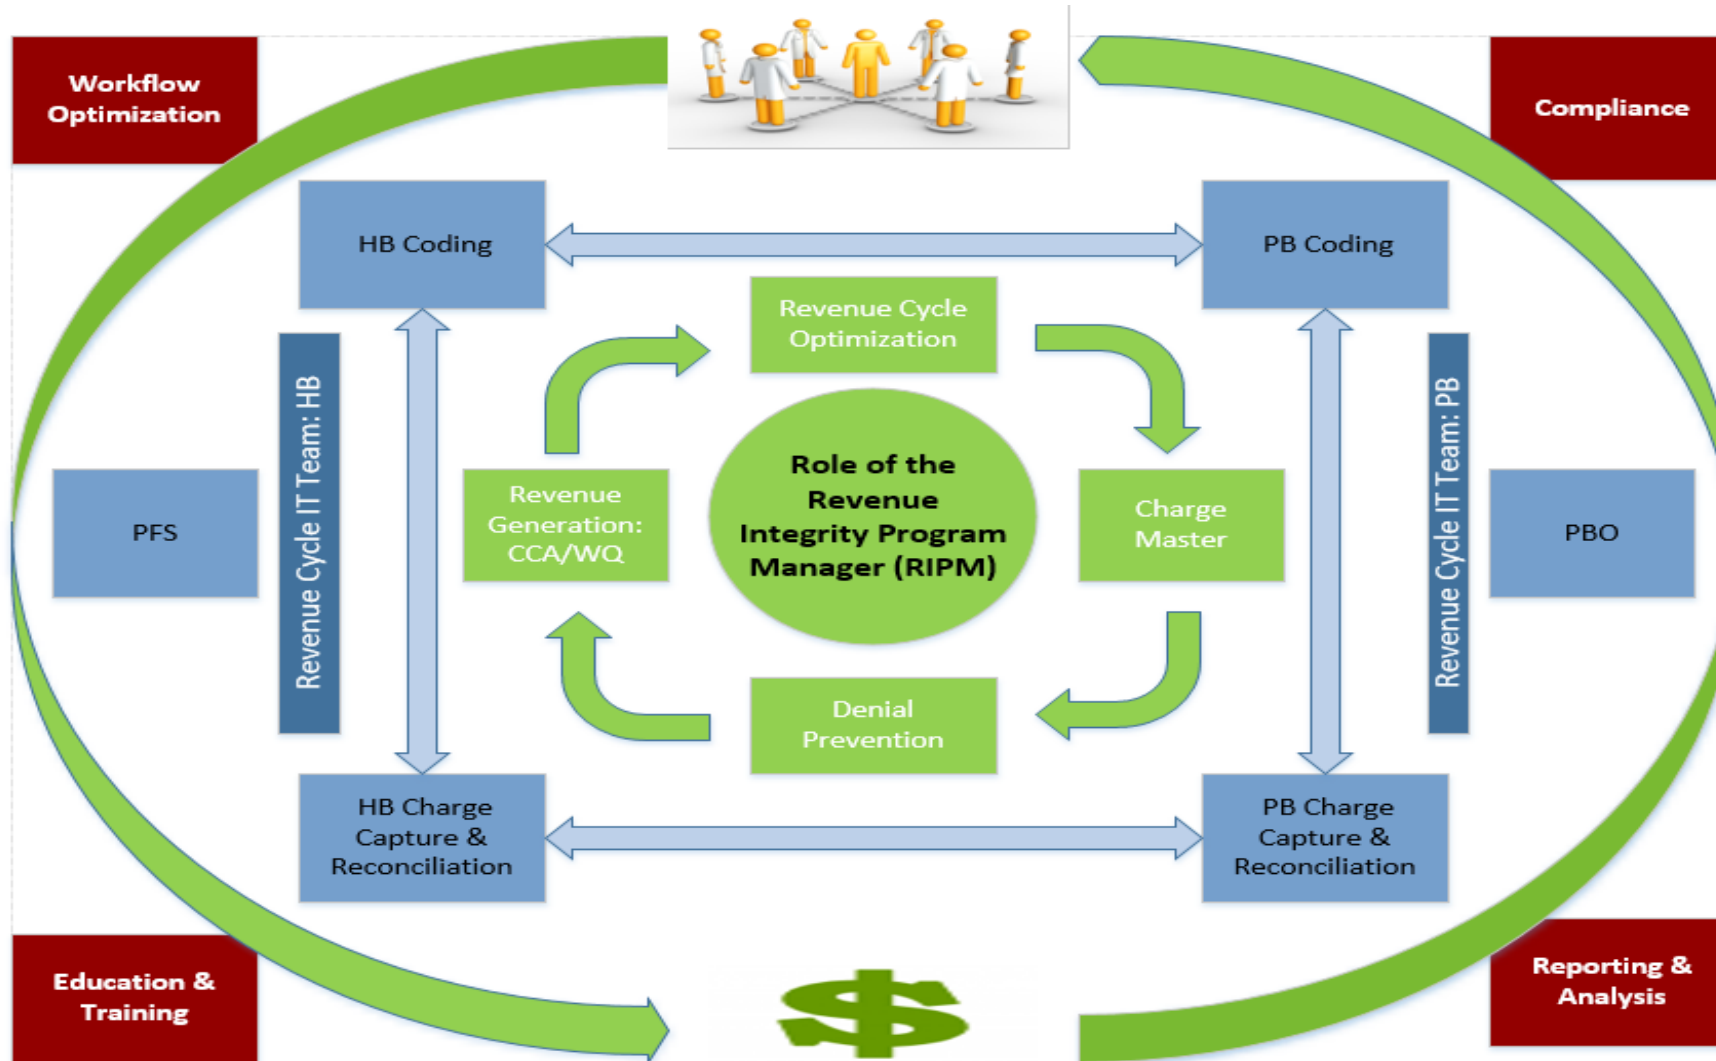 Workflow
Optimization
Compliance
HB Coding
PB Coding
Revenue Cycle
Optimization
Revenue Cycle IT Team: HB
Revenue Cycle IT Team: PB
Role of the
Revenue
Integrity Program
Manager (RIPM)
Revenue
Generation:
CCA/WQ
Charge
Master
PFS
PBO
Denial
Prevention
HB Charge
Capture &
Reconciliation
PB Charge
Capture &
Reconciliation
Education &
Training
$
Reporting &
Analysis